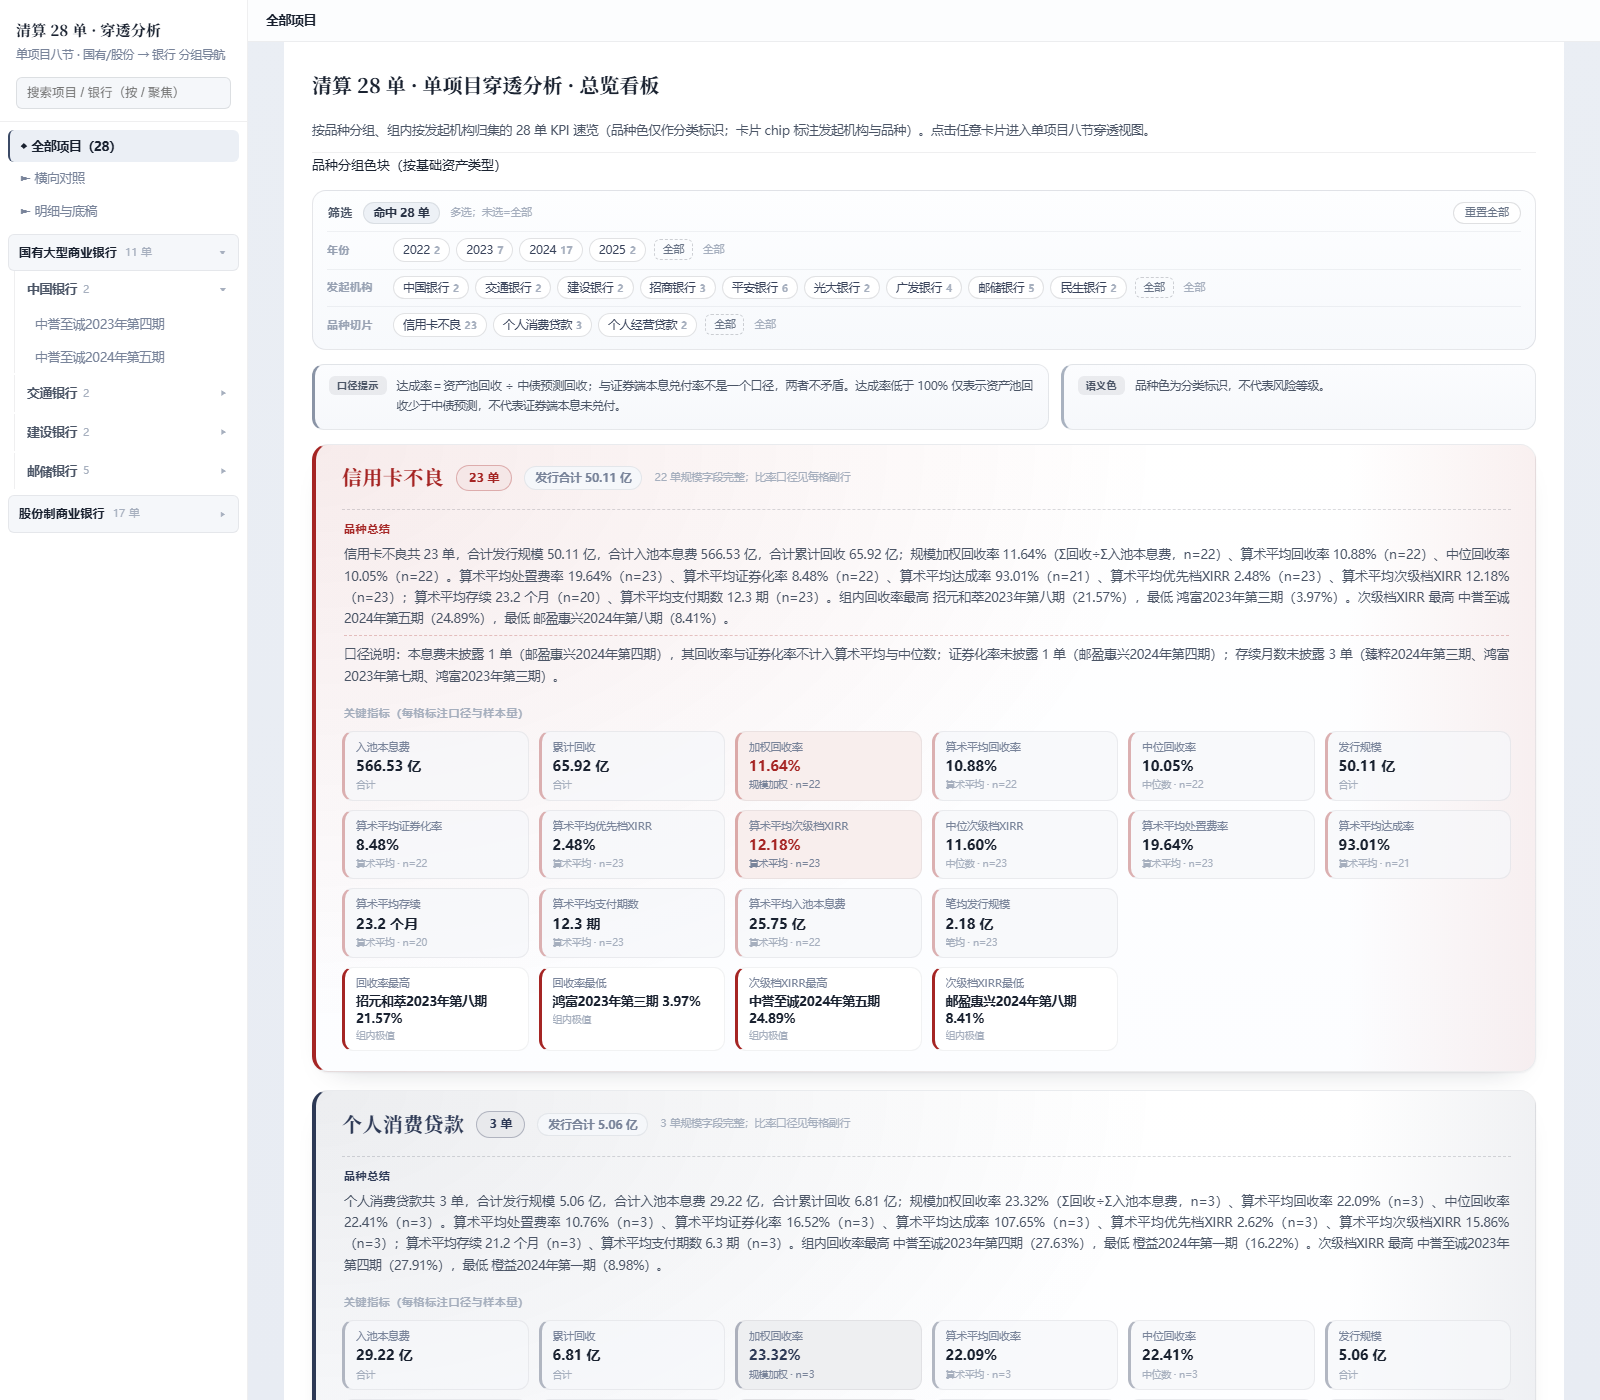 清算 28 单 · 穿透分析
单项目八节 · 国有/股份 → 银行 分组导航
搜索项目 / 银行（按 / 聚焦）
全部项目（28）
横向对照
明细与底稿
国有大型商业银行 11 单
中国银行 2
中誉至诚2023年第四期
中誉至诚2024年第五期
交通银行 2
建设银行 2
邮储银行 5
股份制商业银行 17 单
全部项目
清算 28 单 · 单项目穿透分析 · 总览看板
按品种分组、组内按发起机构归集的 28 单 KPI 速览（品种色仅作分类标识；卡片 chip 标注发起机构与品种）。点击任意卡片进入单项目八节穿透视图。
品种分组色块（按基础资产类型）
筛选 命中 28 单 多选；未选=全部 重置全部
年份 2022 2 2023 7 2024 17 2025 2 全部 全部
发起机构 中国银行 2 交通银行 2 建设银行 2 招商银行 3 平安银行 6 光大银行 2 广发银行 4 邮储银行 5 民生银行 2 全部 全部
品种切片 信用卡不良 23 个人消费贷款 3 个人经营贷款 2 全部 全部
口径提示 达成率＝资产池回收 ÷ 中债预测回收；与证券端本息兑付率不是一个口径，两者不矛盾。达成率低于 100% 仅表示资产池回
收少于中债预测，不代表证券端本息未兑付。
语义色 品种色为分类标识，不代表风险等级。
信用卡不良 23 单 发行合计 50.11 亿 22 单规模字段完整；比率口径见每格副行
品种总结
信用卡不良共 23 单，合计发行规模 50.11 亿，合计入池本息费 566.53 亿，合计累计回收 65.92 亿；规模加权回收率 11.64%（Σ回收÷Σ入池本息费，n=22）、算术平均回收率 10.88%（n=22）、中位回收率
10.05%（n=22）。算术平均处置费率 19.64%（n=23）、算术平均证券化率 8.48%（n=22）、算术平均达成率 93.01%（n=21）、算术平均优先档XIRR 2.48%（n=23）、算术平均次级档XIRR 12.18%
（n=23）；算术平均存续 23.2 个月（n=20）、算术平均支付期数 12.3 期（n=23）。组内回收率最高 招元和萃2023年第八期（21.57%），最低 鸿富2023年第三期（3.97%）。次级档XIRR 最高 中誉至诚
2024年第五期（24.89%），最低 邮盈惠兴2024年第八期（8.41%）。
口径说明：本息费未披露 1 单（邮盈惠兴2024年第四期），其回收率与证券化率不计入算术平均与中位数；证券化率未披露 1 单（邮盈惠兴2024年第四期）；存续月数未披露 3 单（臻粹2024年第三期、鸿富
2023年第七期、鸿富2023年第三期）。
关键指标（每格标注口径与样本量）
入池本息费
566.53 亿
合计
累计回收
65.92 亿
合计
加权回收率
11.64%
规模加权 · n=22
算术平均回收率
10.88%
算术平均 · n=22
中位回收率
10.05%
中位数 · n=22
发行规模
50.11 亿
合计
算术平均证券化率
8.48%
算术平均 · n=22
算术平均优先档XIRR
2.48%
算术平均 · n=23
算术平均次级档XIRR
12.18%
算术平均 · n=23
中位次级档XIRR
11.60%
中位数 · n=23
算术平均处置费率
19.64%
算术平均 · n=23
算术平均达成率
93.01%
算术平均 · n=21
算术平均存续
23.2 个月
算术平均 · n=20
算术平均支付期数
12.3 期
算术平均 · n=23
算术平均入池本息费
25.75 亿
算术平均 · n=22
笔均发行规模
2.18 亿
笔均 · n=23
回收率最高
招元和萃2023年第八期
21.57%
组内极值
回收率最低
鸿富2023年第三期 3.97%
组内极值
次级档XIRR最高
中誉至诚2024年第五期
24.89%
组内极值
次级档XIRR最低
邮盈惠兴2024年第八期
8.41%
组内极值
个人消费贷款 3 单 发行合计 5.06 亿 3 单规模字段完整；比率口径见每格副行
品种总结
个人消费贷款共 3 单，合计发行规模 5.06 亿，合计入池本息费 29.22 亿，合计累计回收 6.81 亿；规模加权回收率 23.32%（Σ回收÷Σ入池本息费，n=3）、算术平均回收率 22.09%（n=3）、中位回收率
22.41%（n=3）。算术平均处置费率 10.76%（n=3）、算术平均证券化率 16.52%（n=3）、算术平均达成率 107.65%（n=3）、算术平均优先档XIRR 2.62%（n=3）、算术平均次级档XIRR 15.86%
（n=3）；算术平均存续 21.2 个月（n=3）、算术平均支付期数 6.3 期（n=3）。组内回收率最高 中誉至诚2023年第四期（27.63%），最低 橙益2024年第一期（16.22%）。次级档XIRR 最高 中誉至诚2023年
第四期（27.91%），最低 橙益2024年第一期（8.98%）。
关键指标（每格标注口径与样本量）
入池本息费
29.22 亿
合计
累计回收
6.81 亿
合计
加权回收率
23.32%
规模加权 · n=3
算术平均回收率
22.09%
算术平均 · n=3
中位回收率
22.41%
中位数 · n=3
发行规模
5.06 亿
合计